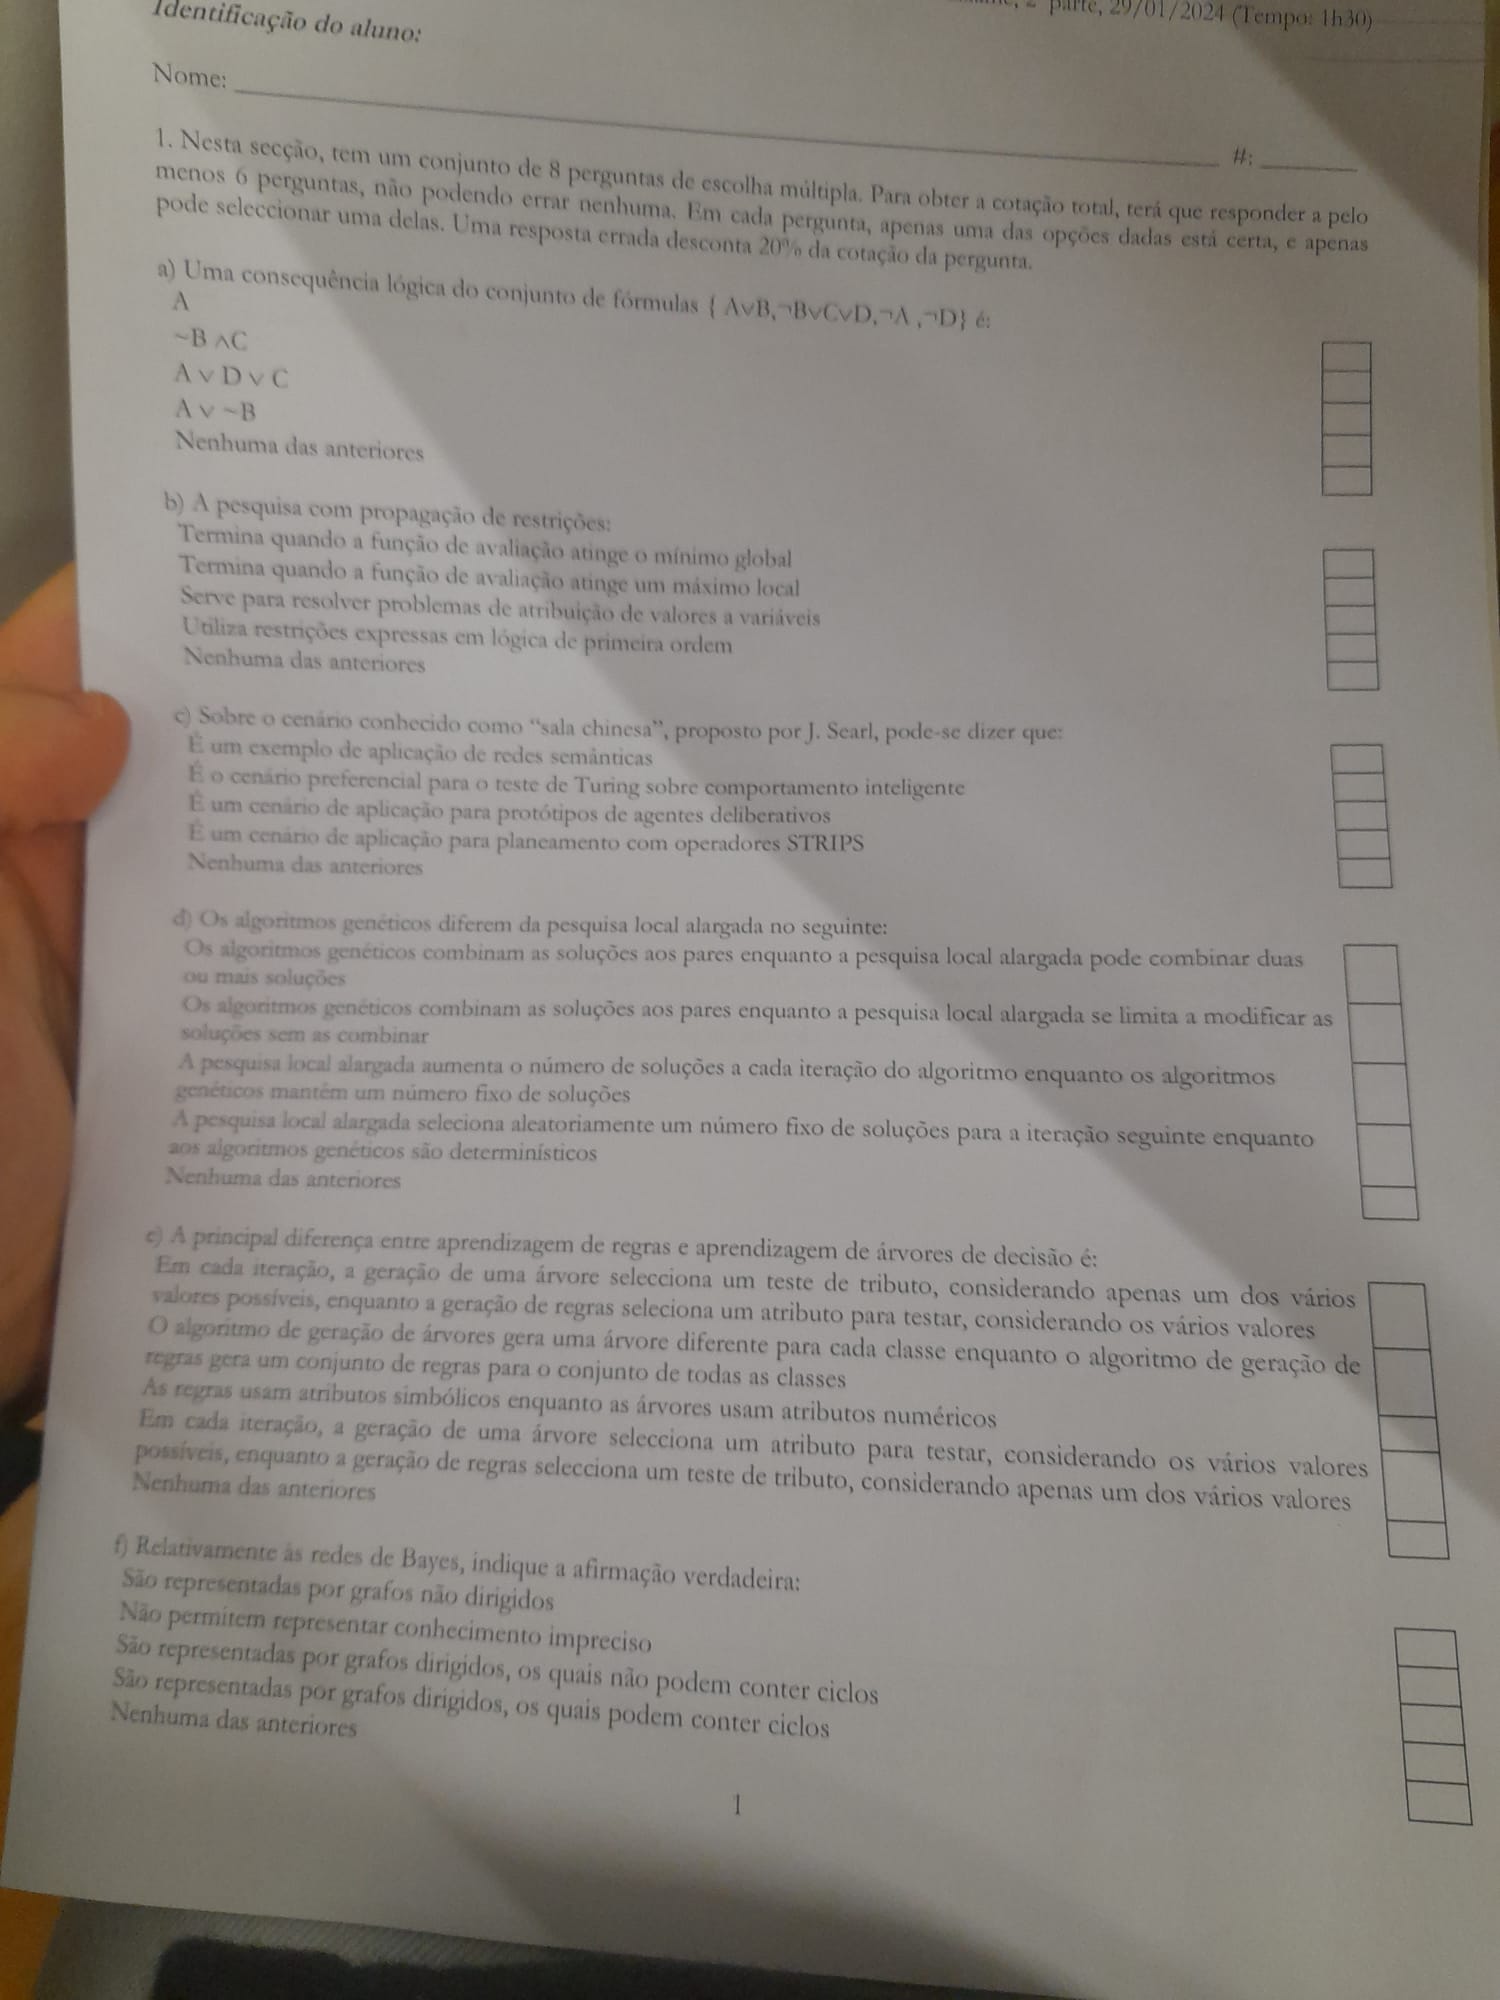 parte, 29/01/2024 (Tempo: 1h30)
Identificação do aluno:
Nome: #:
1. Nesta secção, tem um conjunto de 8 perguntas de escolha múltipla. Para obter a cotação total, terá que responder a pelo
menos 6 perguntas, não podendo errar nenhuma. Em cada pergunta, apenas uma das opções dadas está certa, e apenas
pode seleccionar uma delas. Uma resposta errada desconta 20% da cotação da pergunta.
a) Uma consequência lógica do conjunto de fórmulas { A∨B,¬B∨C∨D,¬A ,¬D} é:
A
~B ∧C
A ∨ D ∨ C
A ∨ ~B
Nenhuma das anteriores
b) A pesquisa com propagação de restrições:
Termina quando a função de avaliação atinge o mínimo global
Termina quando a função de avaliação atinge um máximo local
Serve para resolver problemas de atribuição de valores a variáveis
Utiliza restrições expressas em lógica de primeira ordem
Nenhuma das anteriores
c) Sobre o cenário conhecido como “sala chinesa”, proposto por J. Searl, pode-se dizer que:
É um exemplo de aplicação de redes semânticas
É o cenário preferencial para o teste de Turing sobre comportamento inteligente
É um cenário de aplicação para protótipos de agentes deliberativos
É um cenário de aplicação para planeamento com operadores STRIPS
Nenhuma das anteriores
d) Os algoritmos genéticos diferem da pesquisa local alargada no seguinte:
Os algoritmos genéticos combinam as soluções aos pares enquanto a pesquisa local alargada pode combinar duas
ou mais soluções
Os algoritmos genéticos combinam as soluções aos pares enquanto a pesquisa local alargada se limita a modificar as
soluções sem as combinar
A pesquisa local alargada aumenta o número de soluções a cada iteração do algoritmo enquanto os algoritmos
genéticos mantêm um número fixo de soluções
A pesquisa local alargada seleciona aleatoriamente um número fixo de soluções para a iteração seguinte enquanto
aos algoritmos genéticos são determinísticos
Nenhuma das anteriores
e) A principal diferença entre aprendizagem de regras e aprendizagem de árvores de decisão é:
Em cada iteração, a geração de uma árvore selecciona um teste de tributo, considerando apenas um dos vários
valores possíveis, enquanto a geração de regras seleciona um atributo para testar, considerando os vários valores
O algoritmo de geração de árvores gera uma árvore diferente para cada classe enquanto o algoritmo de geração de
regras gera um conjunto de regras para o conjunto de todas as classes
As regras usam atributos simbólicos enquanto as árvores usam atributos numéricos
Em cada iteração, a geração de uma árvore selecciona um atributo para testar, considerando os vários valores
possíveis, enquanto a geração de regras selecciona um teste de tributo, considerando apenas um dos vários valores
Nenhuma das anteriores
f) Relativamente às redes de Bayes, indique a afirmação verdadeira:
São representadas por grafos não dirigidos
Não permitem representar conhecimento impreciso
São representadas por grafos dirigidos, os quais não podem conter ciclos
São representadas por grafos dirigidos, os quais podem conter ciclos
Nenhuma das anteriores
1